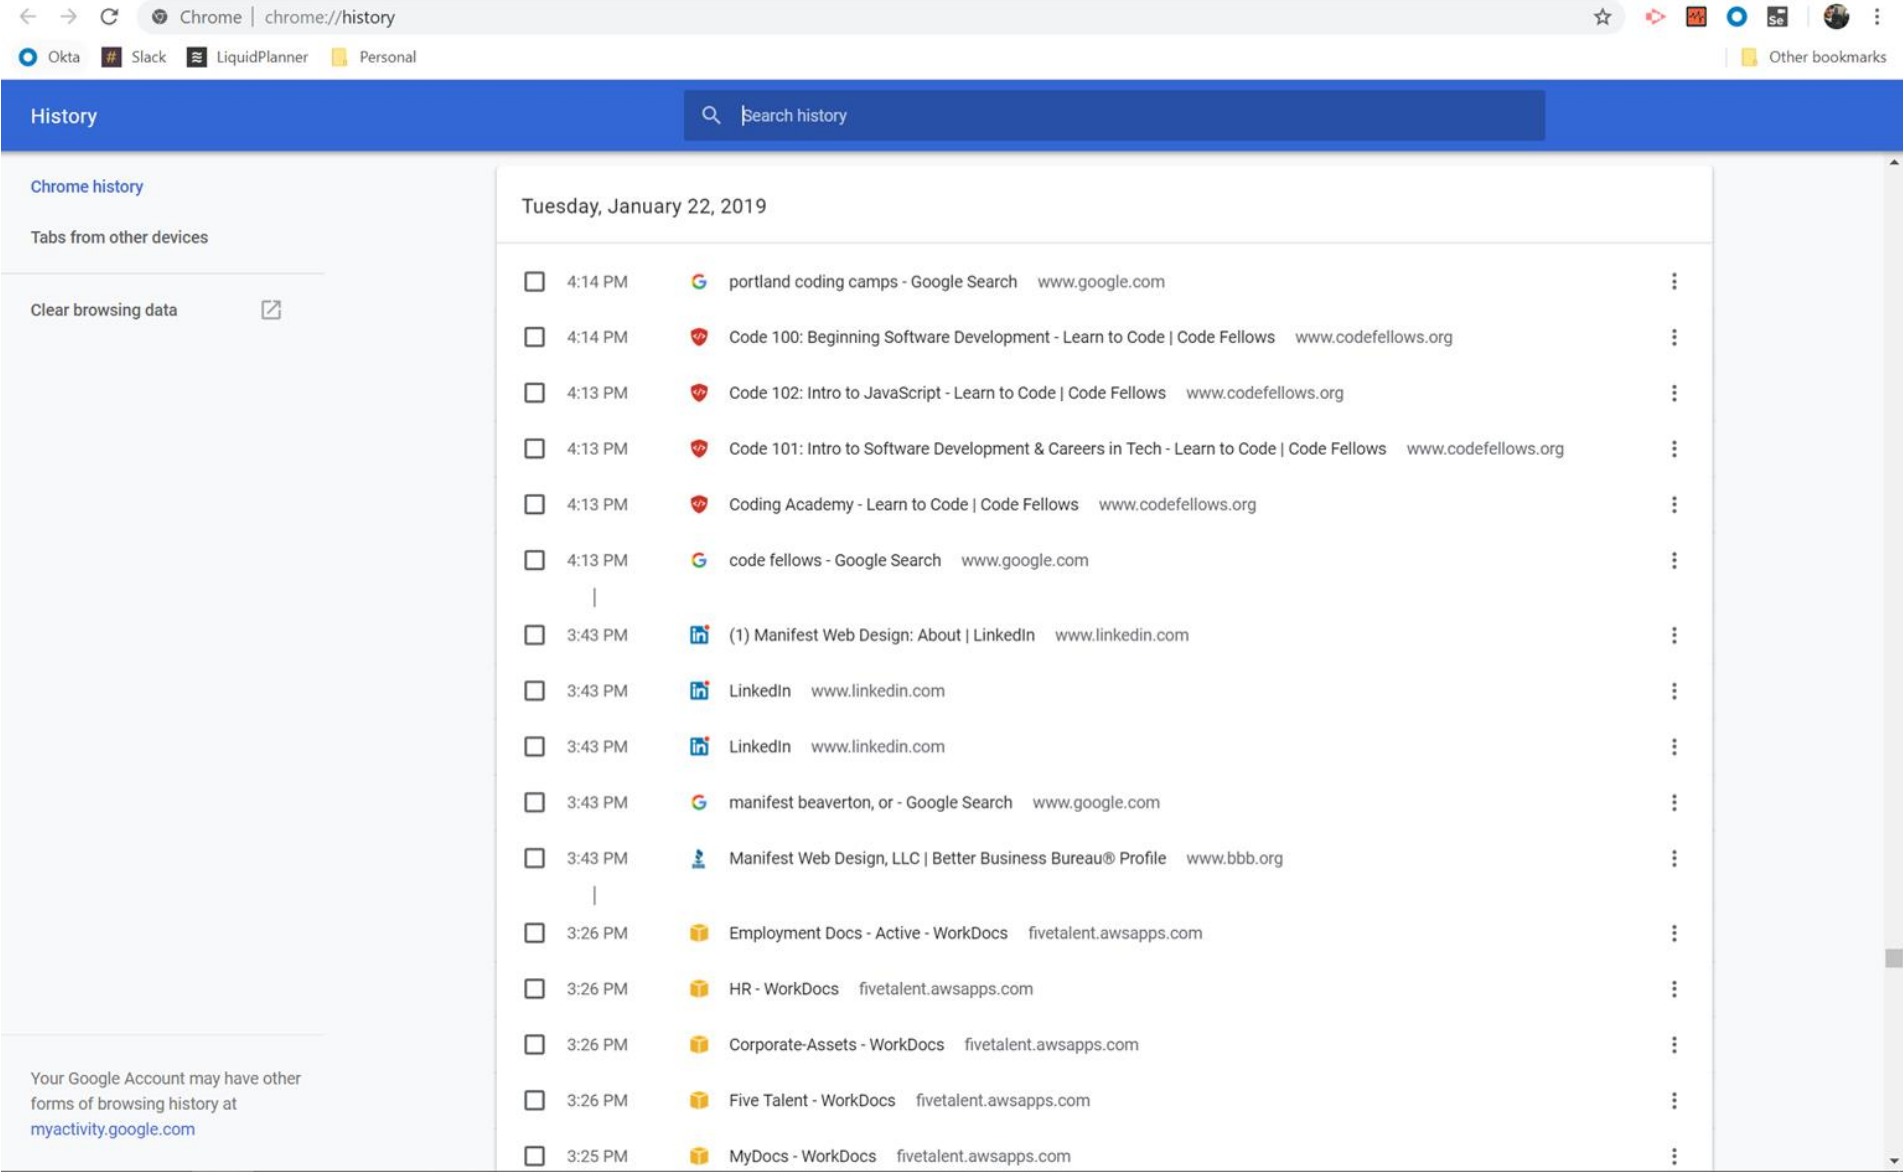 Chrome | chrome://history
Se
Okta # Slack LiquidPlanner Personal Other bookmarks
History Search history
Chrome history
Tabs from other devices
Clear browsing data
Tuesday, January 22, 2019
4:14 PM portland coding camps - Google Search www.google.com
4:14 PM Code 100: Beginning Software Development - Learn to Code | Code Fellows www.codefellows.org
4:13 PM Code 102: Intro to JavaScript - Learn to Code | Code Fellows www.codefellows.org
4:13 PM Code 101: Intro to Software Development & Careers in Tech - Learn to Code | Code Fellows www.codefellows.org
4:13 PM Coding Academy - Learn to Code | Code Fellows www.codefellows.org
4:13 PM code fellows - Google Search www.google.com
3:43 PM (1) Manifest Web Design: About | LinkedIn www.linkedin.com
3:43 PM LinkedIn www.linkedin.com
3:43 PM LinkedIn www.linkedin.com
3:43 PM manifest beaverton, or - Google Search www.google.com
3:43 PM Manifest Web Design, LLC | Better Business Bureau® Profile www.bbb.org
3:26 PM Employment Docs - Active - WorkDocs fivetalent.awsapps.com
3:26 PM HR - WorkDocs fivetalent.awsapps.com
3:26 PM Corporate-Assets - WorkDocs fivetalent.awsapps.com
3:26 PM Five Talent - WorkDocs fivetalent.awsapps.com
3:25 PM MyDocs - WorkDocs fivetalent.awsapps.com
Your Google Account may have other
forms of browsing history at
myactivity.google.com